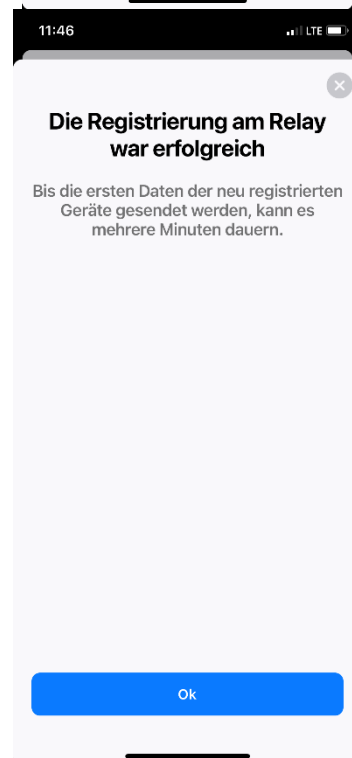 11:46 LTE
Die Registrierung am Relay
war erfolgreich
Bis die ersten Daten der neu registrierten
Geräte gesendet werden, kann es
mehrere Minuten dauern.
Ok